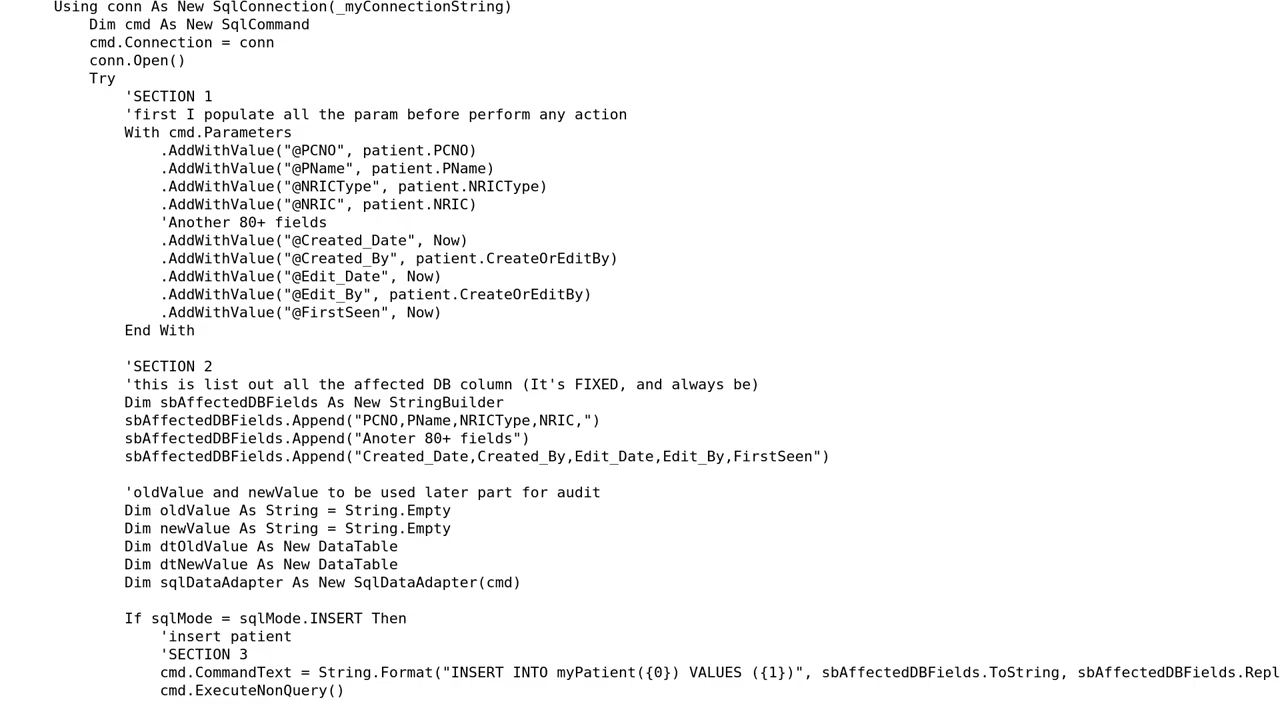 Using conn As New SqlConnection(_myConnectionString)
Dim cmd As New SqlCommand
cmd.Connection = conn
conn.Open()
Try
'SECTION 1
'first I populate all the param before perform any action
With cmd.Parameters
.AddWithValue("@PCNO", patient.PCNO)
.AddWithValue("@PName", patient.PName)
.AddWithValue("@NRICType", patient.NRICType)
.AddWithValue("@NRIC", patient.NRIC)
'Another 80+ fields
.AddWithValue("@Created_Date", Now)
.AddWithValue("@Created_By", patient.CreateOrEditBy)
.AddWithValue("@Edit_Date", Now)
.AddWithValue("@Edit_By", patient.CreateOrEditBy)
.AddWithValue("@FirstSeen", Now)
End With
'SECTION 2
'this is list out all the affected DB column (It's FIXED, and always be)
Dim sbAffectedDBFields As New StringBuilder
sbAffectedDBFields.Append("PCNO,PName,NRICType,NRIC,")
sbAffectedDBFields.Append("Anoter 80+ fields")
sbAffectedDBFields.Append("Created_Date,Created_By,Edit_Date,Edit_By,FirstSeen")
'oldValue and newValue to be used later part for audit
Dim oldValue As String = String.Empty
Dim newValue As String = String.Empty
Dim dtOldValue As New DataTable
Dim dtNewValue As New DataTable
Dim sqlDataAdapter As New SqlDataAdapter(cmd)
If sqlMode = sqlMode.INSERT Then
'insert patient
'SECTION 3
cmd.CommandText = String.Format("INSERT INTO myPatient({0}) VALUES ({1})", sbAffectedDBFields.ToString, sbAffectedDBFields.Repl
cmd.ExecuteNonQuery()